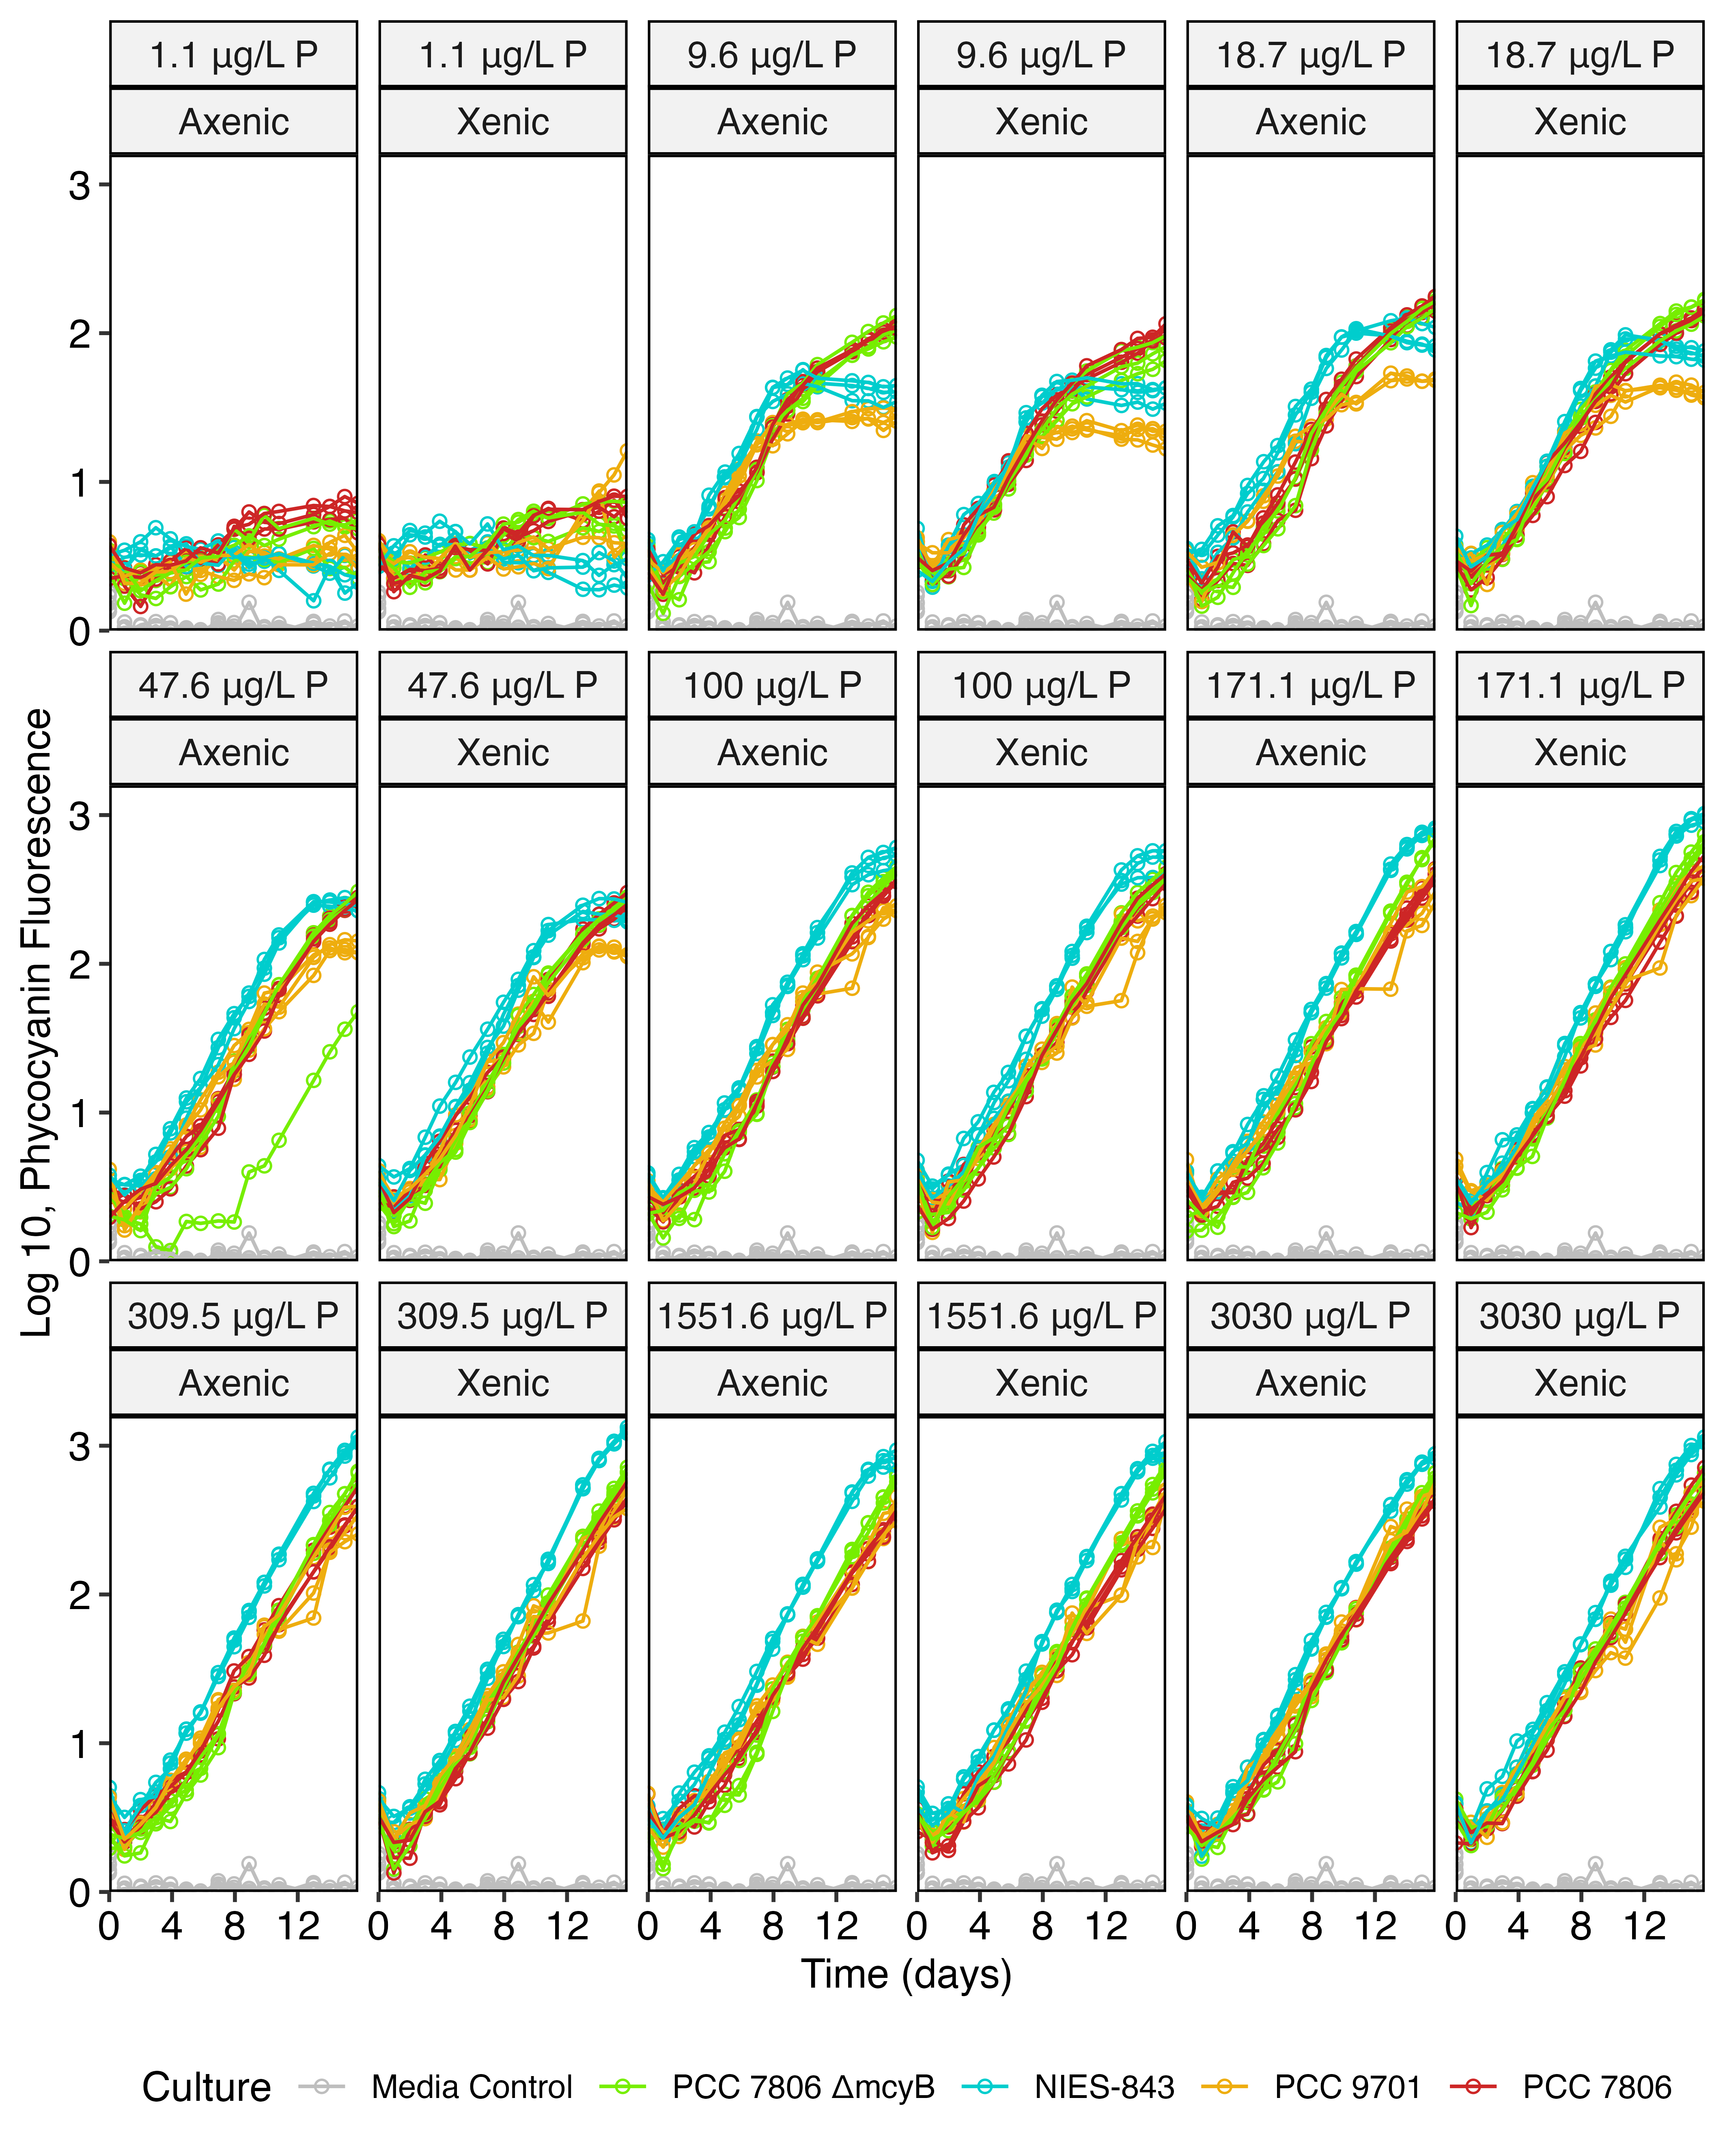 1.1 µg/L P 1.1 µg/L P 9.6 µg/L P 9.6 µg/L P 18.7 µg/L P 18.7 µg/L P
Axenic Xenic Axenic Xenic Axenic Xenic
3
2
1
0
47.6 µg/L P 47.6 µg/L P 100 µg/L P 100 µg/L P 171.1 µg/L P 171.1 µg/L P
Axenic Xenic Axenic Xenic Axenic Xenic
3
2
1
0
Log 10, Phycocyanin Fluorescence
309.5 µg/L P 309.5 µg/L P 1551.6 µg/L P 1551.6 µg/L P 3030 µg/L P 3030 µg/L P
Axenic Xenic Axenic Xenic Axenic Xenic
3
2
1
0
0 4 8 12 0 4 8 12 0 4 8 12 0 4 8 12 0 4 8 12 0 4 8 12
Time (days)
Culture Media Control PCC 7806 ΔmcyB NIES-843 PCC 9701 PCC 7806